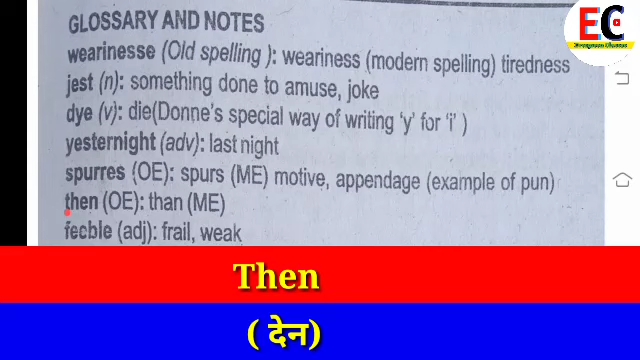 GLOSSARY AND NOTES
EC
Evergreen Classes
wearinesse (Old spelling ): weariness (modern spelling) tiredness
jest (n): something done to amuse, joke
dye (v): die(Donne's special way of writing 'y' for 'i' )
yesternight (adv): last night
spurres (OE): spurs (ME) motive, appendage (example of pun)
then (OE): than (ME)
feeble (adj): frail, weak
Then
( देन)